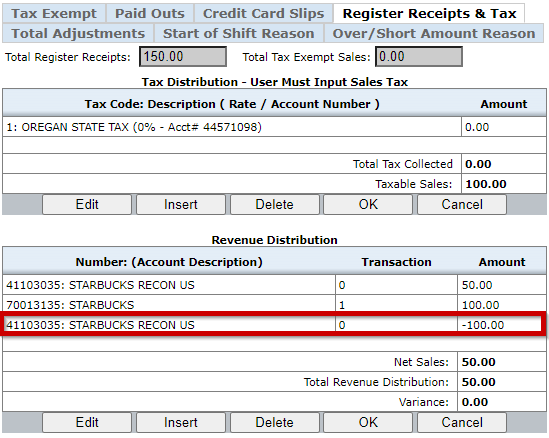 Tax Exempt Paid Outs Credit Card Slips Register Receipts & Tax
Total Adjustments Start of Shift Reason Over/Short Amount Reason
Total Register Receipts: 150.00 Total Tax Exempt Sales: 0.00
Tax Distribution - User Must Input Sales Tax
Tax Code: Description ( Rate / Account Number ) Amount
1: OREGAN STATE TAX (0% - Acct# 44571098) 0.00
Total Tax Collected 0.00
Taxable Sales: 100.00
Edit Insert Delete OK Cancel
Revenue Distribution
Number: (Account Description) Transaction Amount
41103035: STARBUCKS RECON US 0 50.00
70013135: STARBUCKS 1 100.00
41103035: STARBUCKS RECON US 0 -100.00
Net Sales: 50.00
Total Revenue Distribution: 50.00
Variance: 0.00
Edit Insert Delete OK Cancel